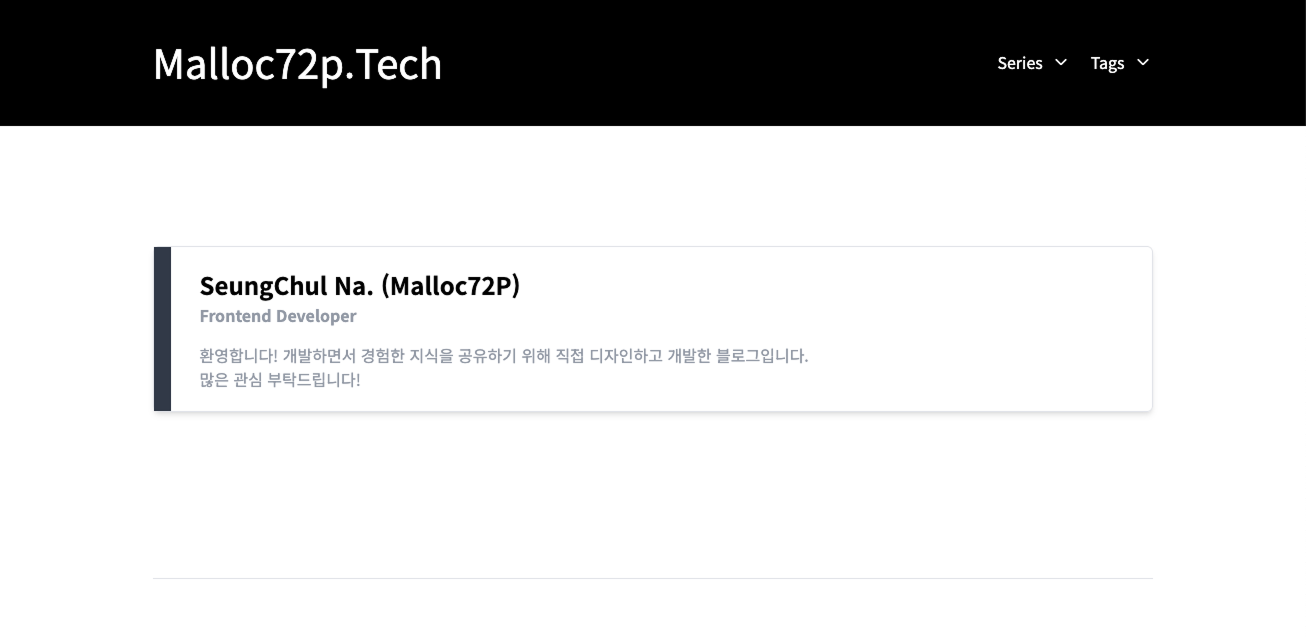 Malloc72p.Tech
Series
Tags
SeungChul Na. (Malloc72P)
Frontend Developer
환영합니다! 개발하면서 경험한 지식을 공유하기 위해 직접 디자인하고 개발한 블로그입니다.
많은 관심 부탁드립니다!